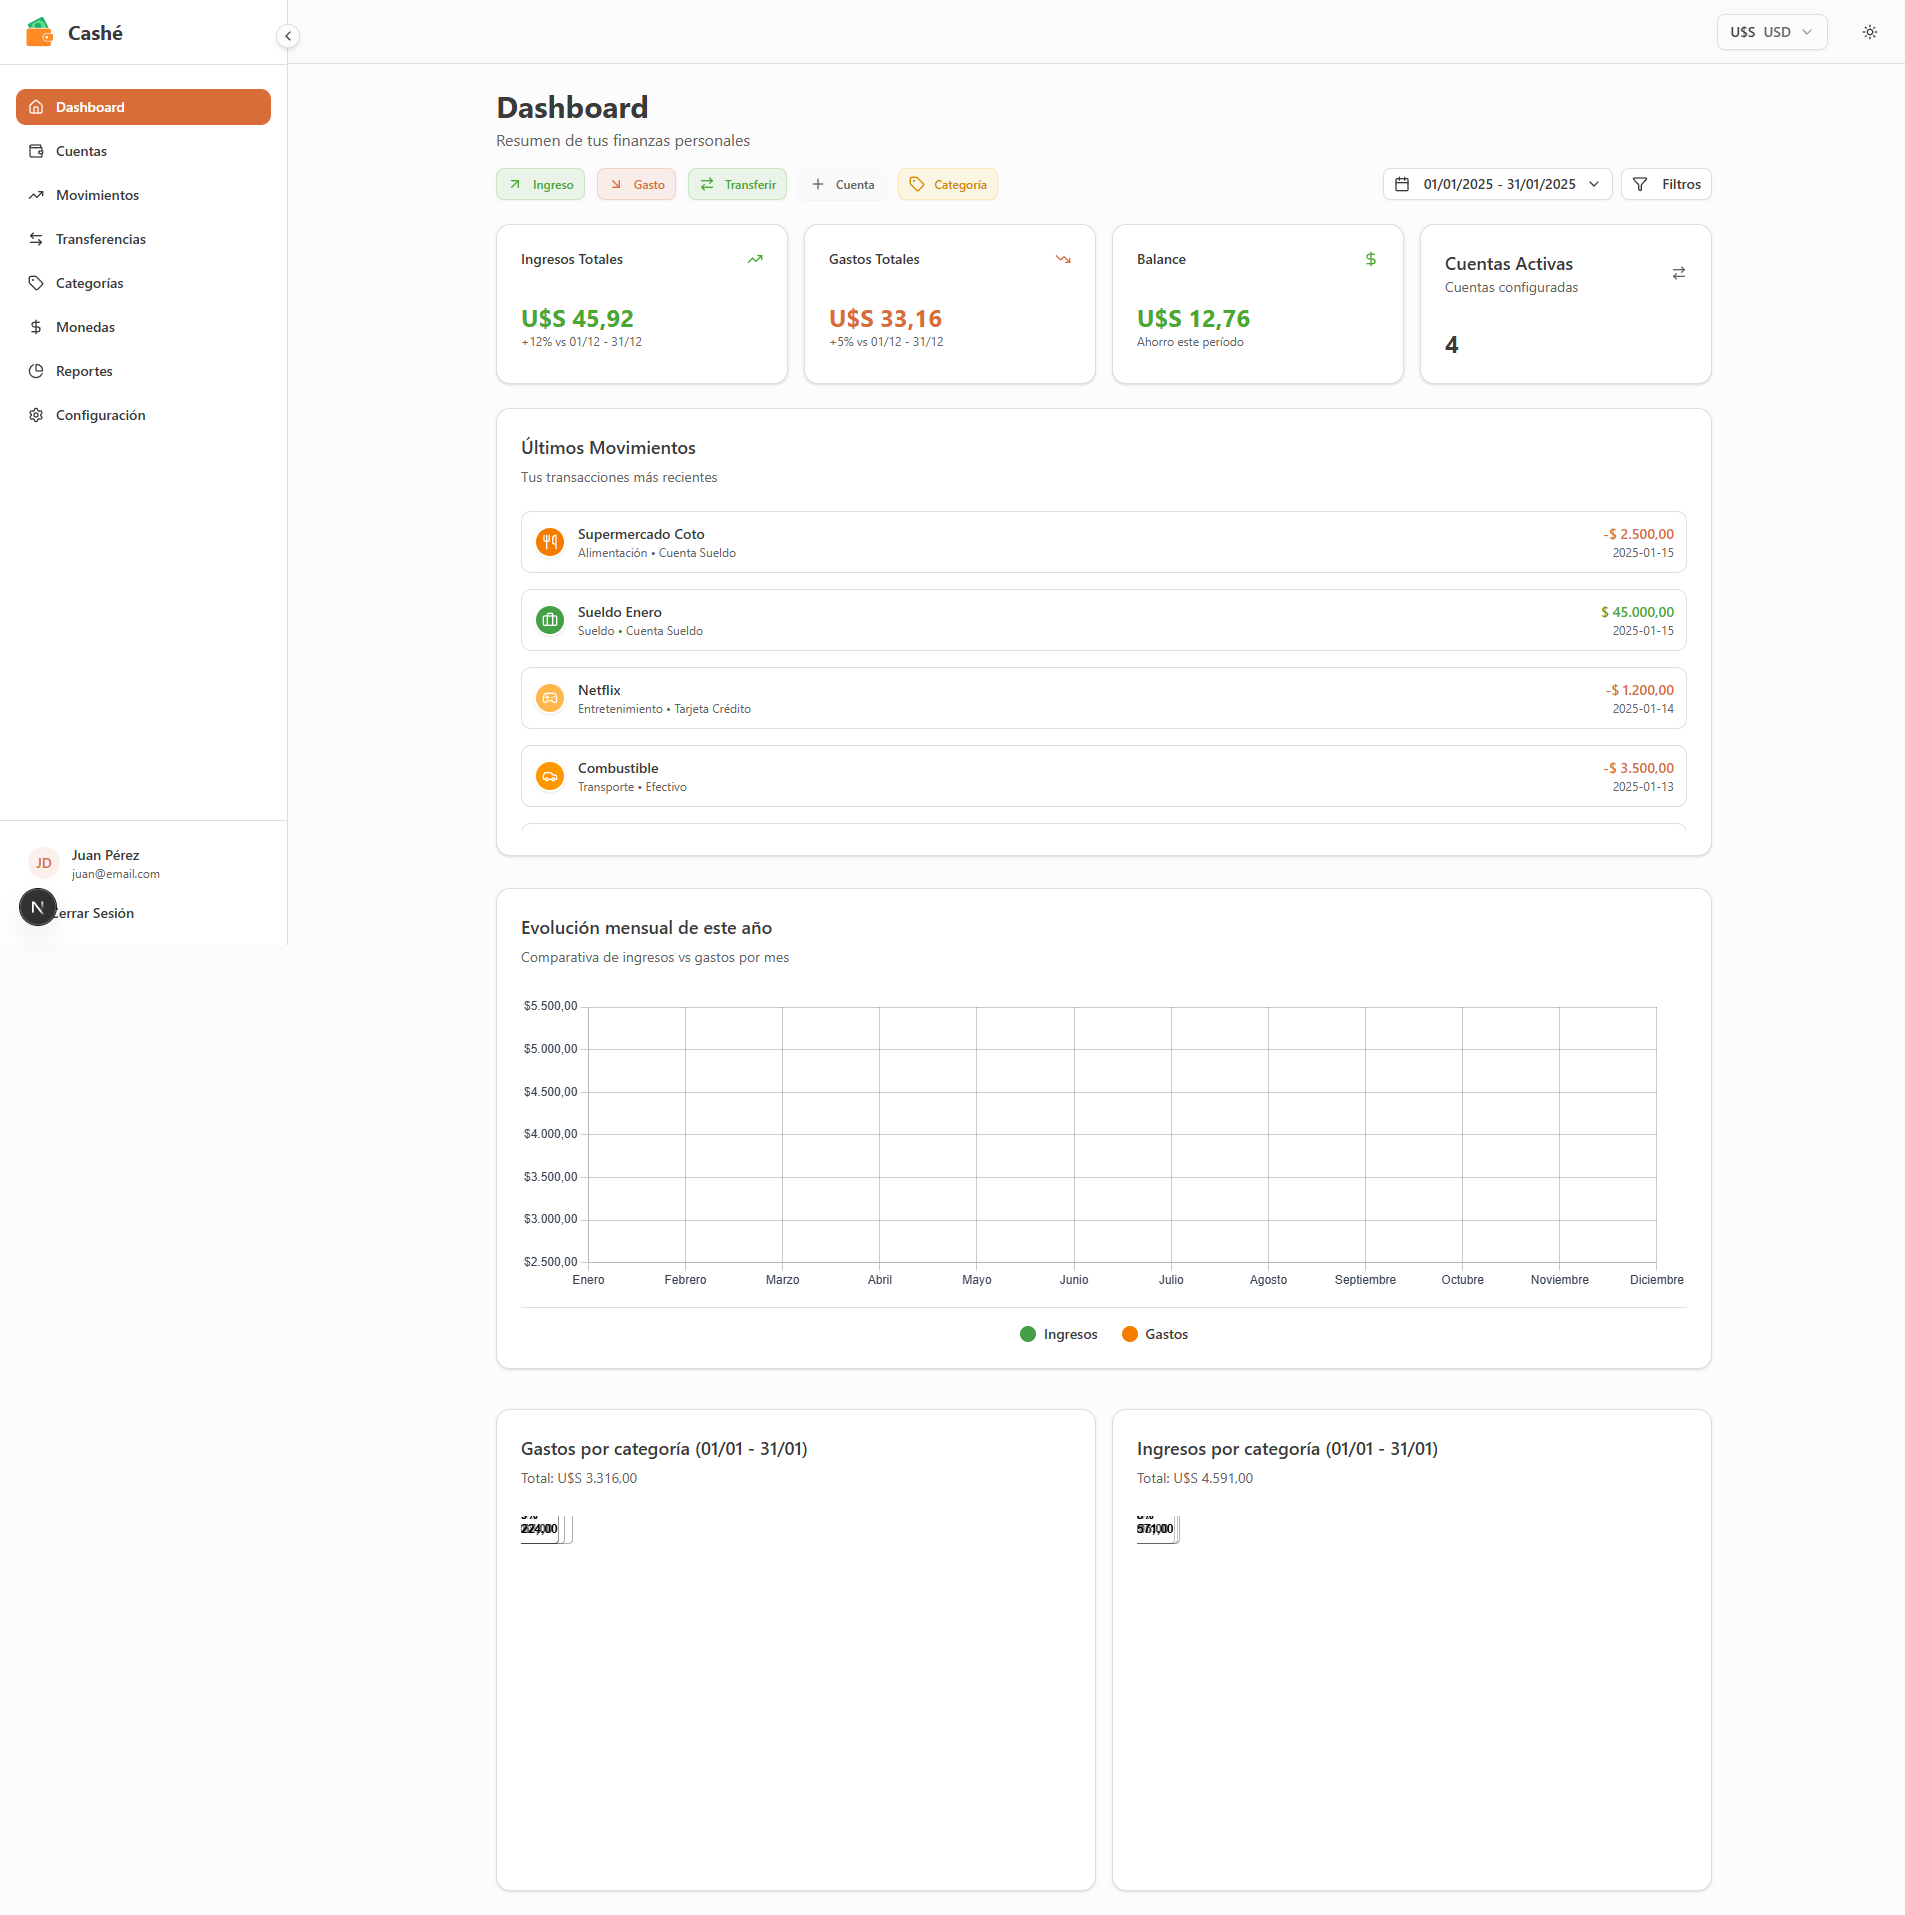 Cashé
U$S USD
Dashboard
Cuentas
Movimientos
Transferencias
Categorías
Monedas
Reportes
Configuración
Juan Pérez
JD
juan@email.com
N
Cerrar Sesión
Dashboard
Resumen de tus finanzas personales
Ingreso
Gasto
Transferir
Cuenta
Categoría
01/01/2025 - 31/01/2025
Filtros
Ingresos Totales
U$S 45,92
+12% vs 01/12 - 31/12
Gastos Totales
U$S 33,16
+5% vs 01/12 - 31/12
Balance
$
U$S 12,76
Ahorro este período
Cuentas Activas
Cuentas configuradas
4
Últimos Movimientos
Tus transacciones más recientes
Supermercado Coto
Alimentación • Cuenta Sueldo
-$ 2.500,00
2025-01-15
Sueldo Enero
Sueldo • Cuenta Sueldo
$ 45.000,00
2025-01-15
Netflix
Entretenimiento • Tarjeta Crédito
-$ 1.200,00
2025-01-14
Combustible
Transporte • Efectivo
-$ 3.500,00
2025-01-13
Evolución mensual de este año
Comparativa de ingresos vs gastos por mes
$5.500,00
$5.000,00
$4.500,00
$4.000,00
$3.500,00
$3.000,00
$2.500,00
Enero Febrero Marzo Abril Mayo Junio Julio Agosto Septiembre Octubre Noviembre Diciembre
Ingresos Gastos
Gastos por categoría (01/01 - 31/01)
Total: U$S 3.316,00
Ingresos por categoría (01/01 - 31/01)
Total: U$S 4.591,00